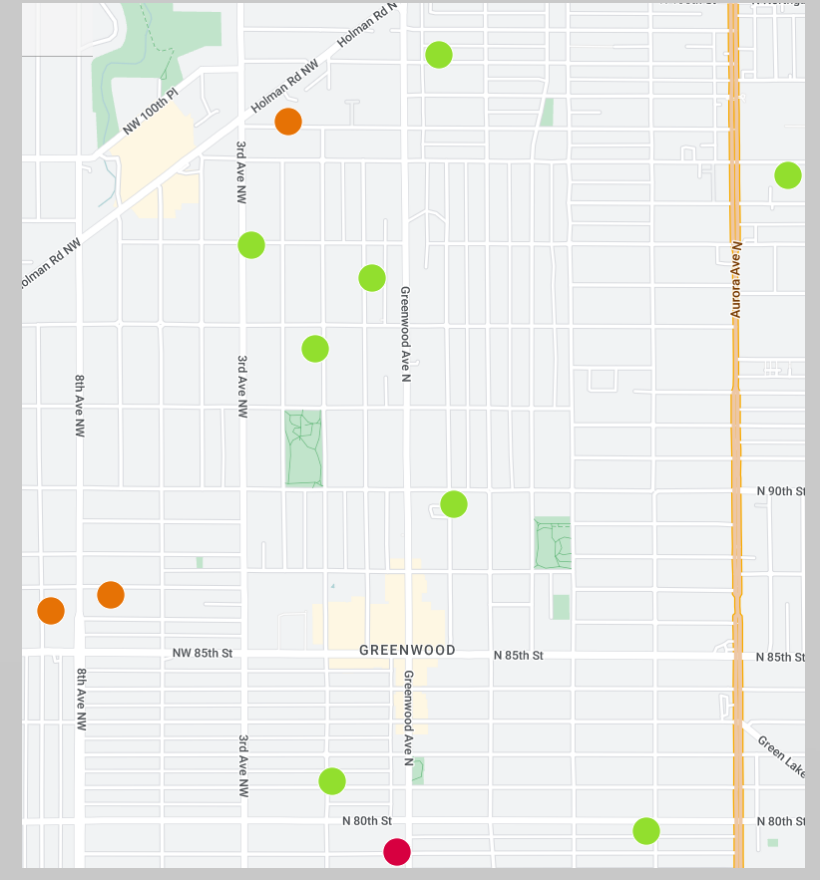 Holman Rd N
Holman Rd NW
NW 100th Pl
3rd Ave NW
Holman Rd NW
Aurora Ave N
Greenwood Ave N
3rd Ave NW
8th Ave NW
N 90th St
GREENWOOD
NW 85th St
N 85th St
N 85th St
8th Ave NW
Greenwood Ave N
3rd Ave NW
Green Lake
N 80th St
N 80th St